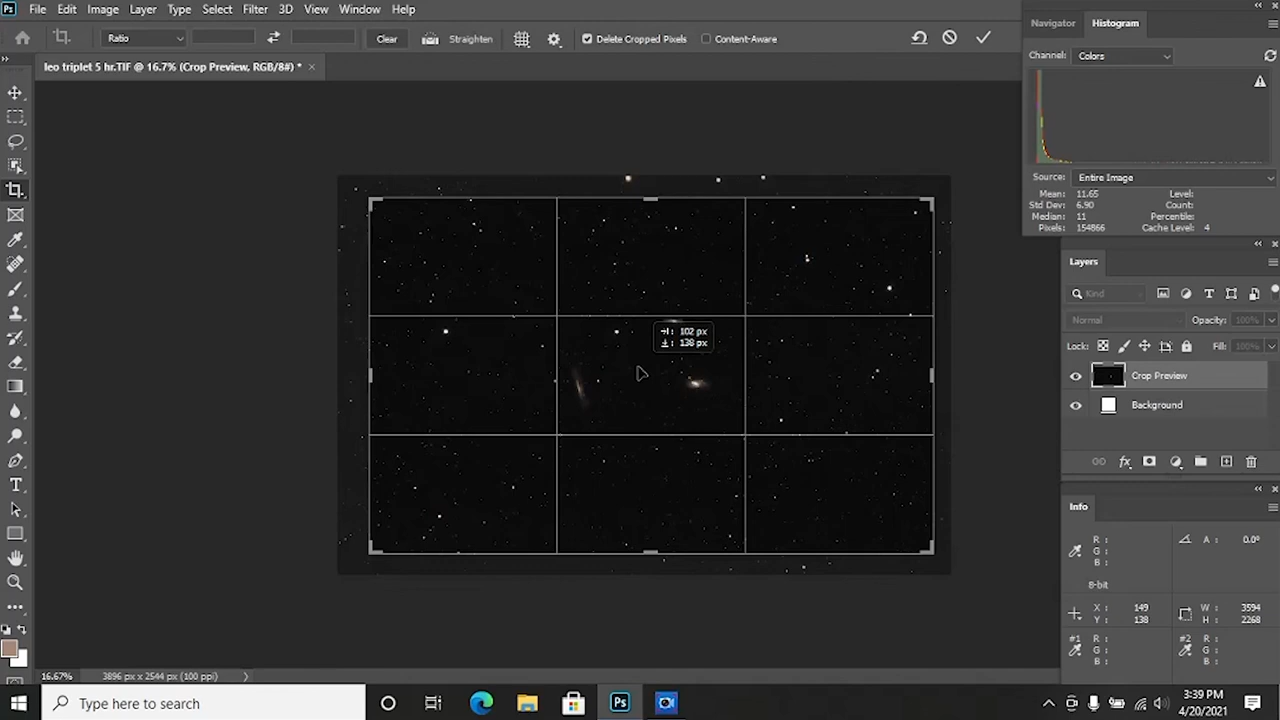 Ps File Edit Image Layer Type Select Filter 3D View Window Help
Ratio Clear Straighten Delete Cropped Pixels Content-Aware
leo triplet 5 hr.TIF @ 16.7% (Crop Preview, RGB/8#) * ×
Navigator Histogram
Channel: Colors
Source: Entire Image
Mean: 11.65 Level:
Std Dev: 6.90 Count:
Median: 11 Percentile:
Pixels: 154866 Cache Level: 4
Layers
Kind
Normal Opacity: 100%
Lock: Fill: 100%
Crop Preview
Background
fx
Info
R: A: 0.0°
G:
B:
8-bit
X: 149 W: 3594
Y: 138 H: 2268
#1 R: #2 R:
G: G:
B: B:
102 px
138 px
16.67% 3896 px x 2544 px (100 ppi)
Type here to search
Ps
3:39 PM
4/20/2021